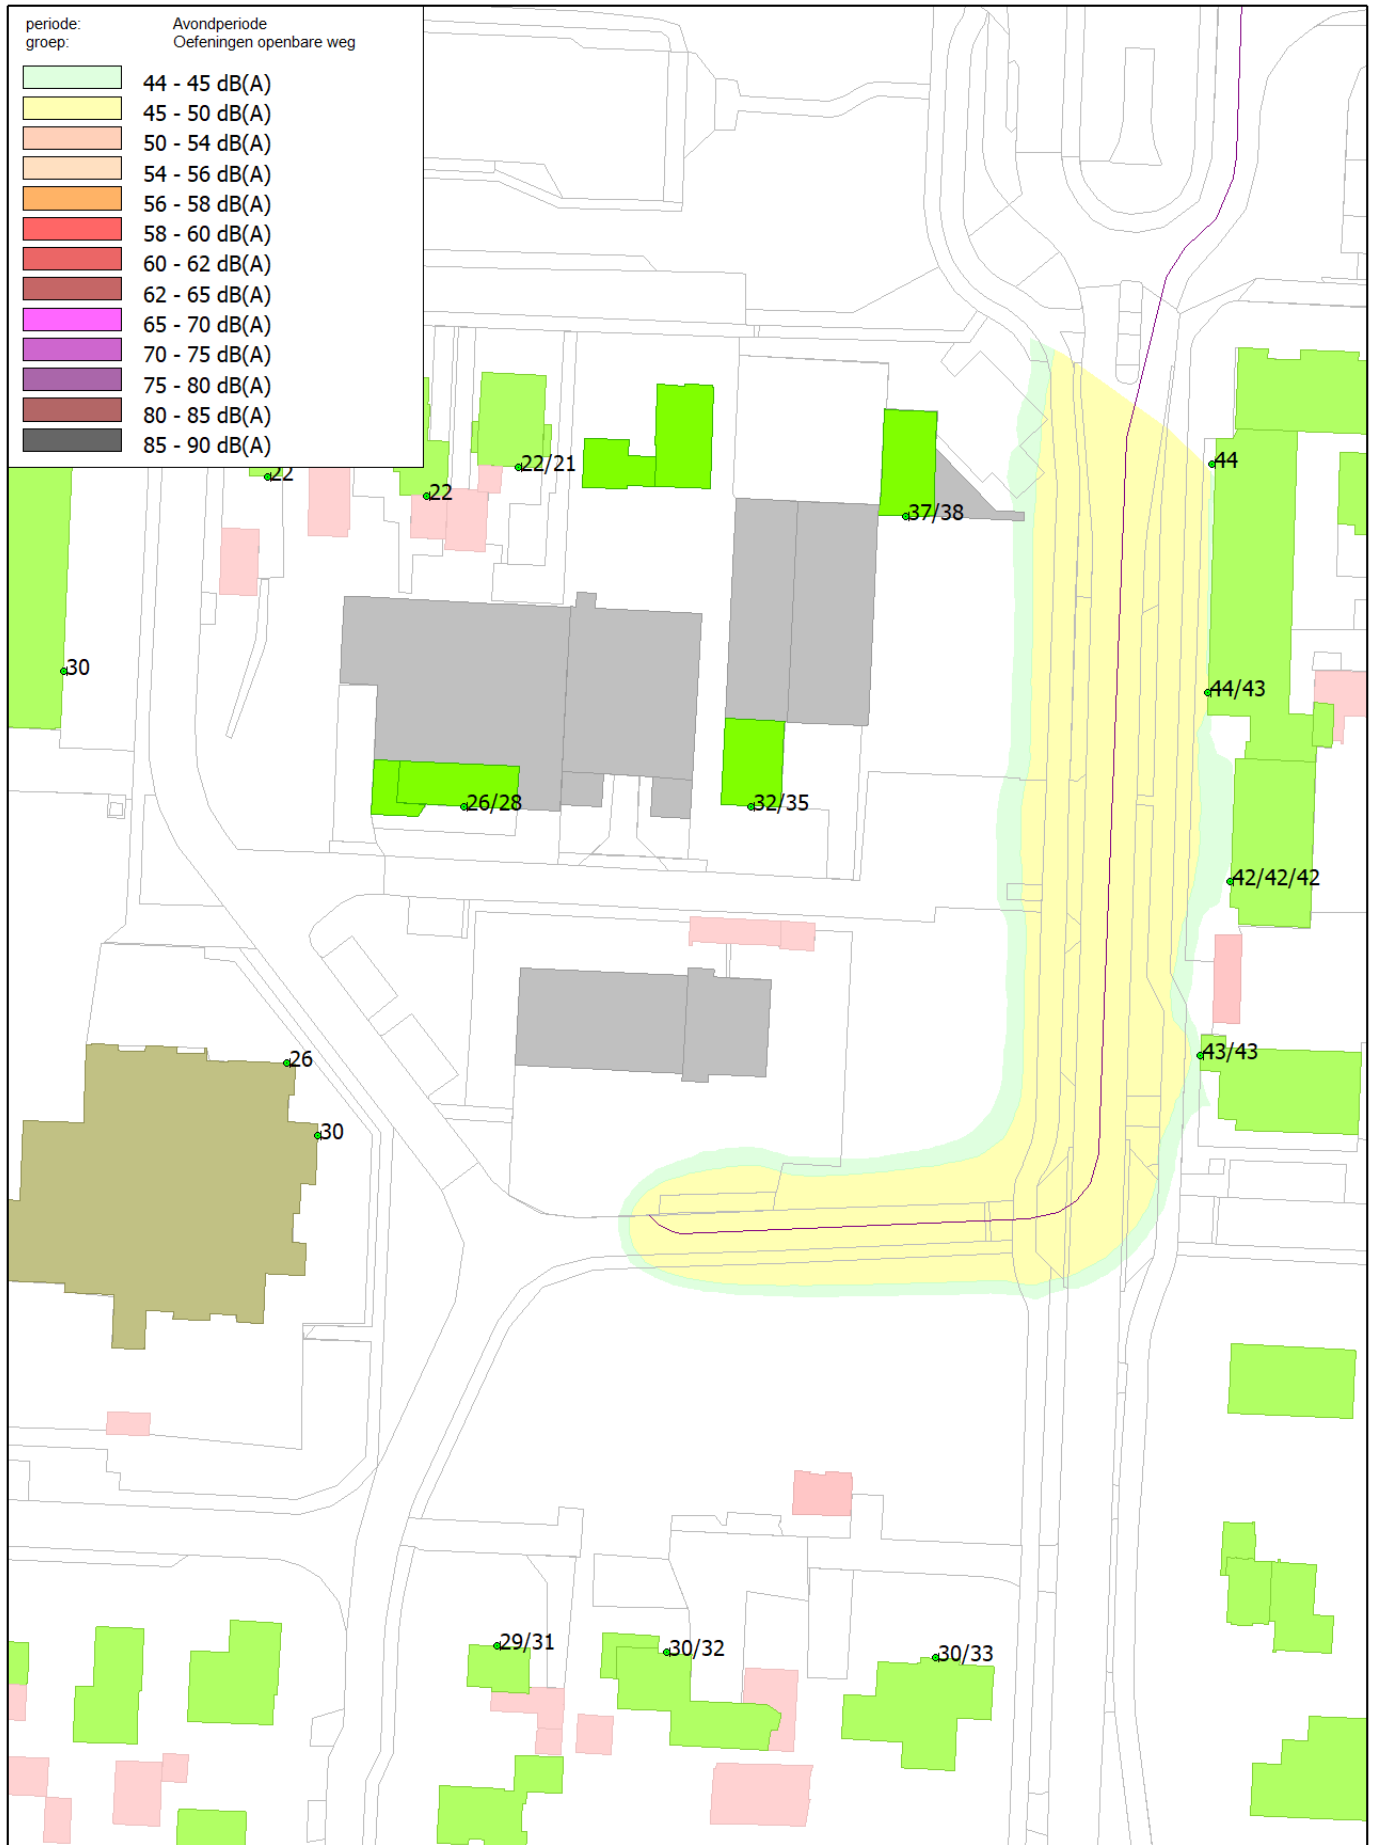 periode: Avondperiode
groep: Oefeningen openbare weg
44 - 45 dB(A)
45 - 50 dB(A)
50 - 54 dB(A)
54 - 56 dB(A)
56 - 58 dB(A)
58 - 60 dB(A)
60 - 62 dB(A)
62 - 65 dB(A)
65 - 70 dB(A)
70 - 75 dB(A)
75 - 80 dB(A)
80 - 85 dB(A)
85 - 90 dB(A)
44
22/21
22
22
37/38
30
44/43
26/28
32/35
42/42/42
43/43
26
30
29/31
30/32
30/33